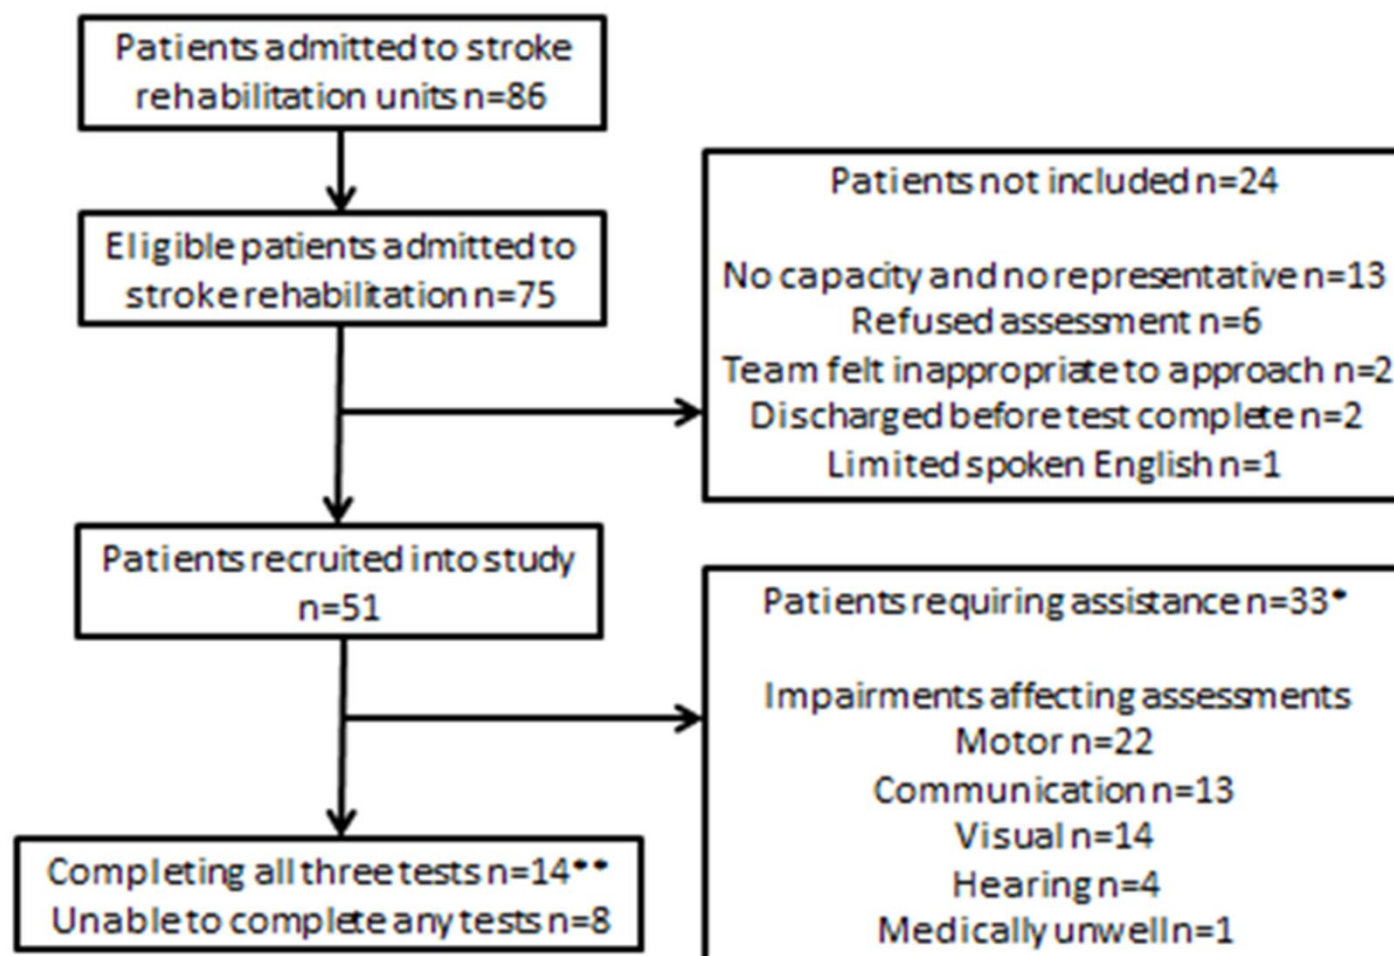 Patients admitted to stroke
rehabilitation units n=86
Eligible patients admitted to
stroke rehabilitation n=75
Patients not included n=24
No capacity and no representative n=13
Refused assessment n=6
Team felt inappropriate to approach n=2
Discharged before test complete n=2
Limited spoken English n=1
Patients recruited into study
n=51
Patients requiring assistance n=33*
Impairments affecting assessments
Motor n=22
Communication n=13
Visual n=14
Hearing n=4
Medically unwell n=1
Completing all three tests n=14**
Unable to complete any tests n=8